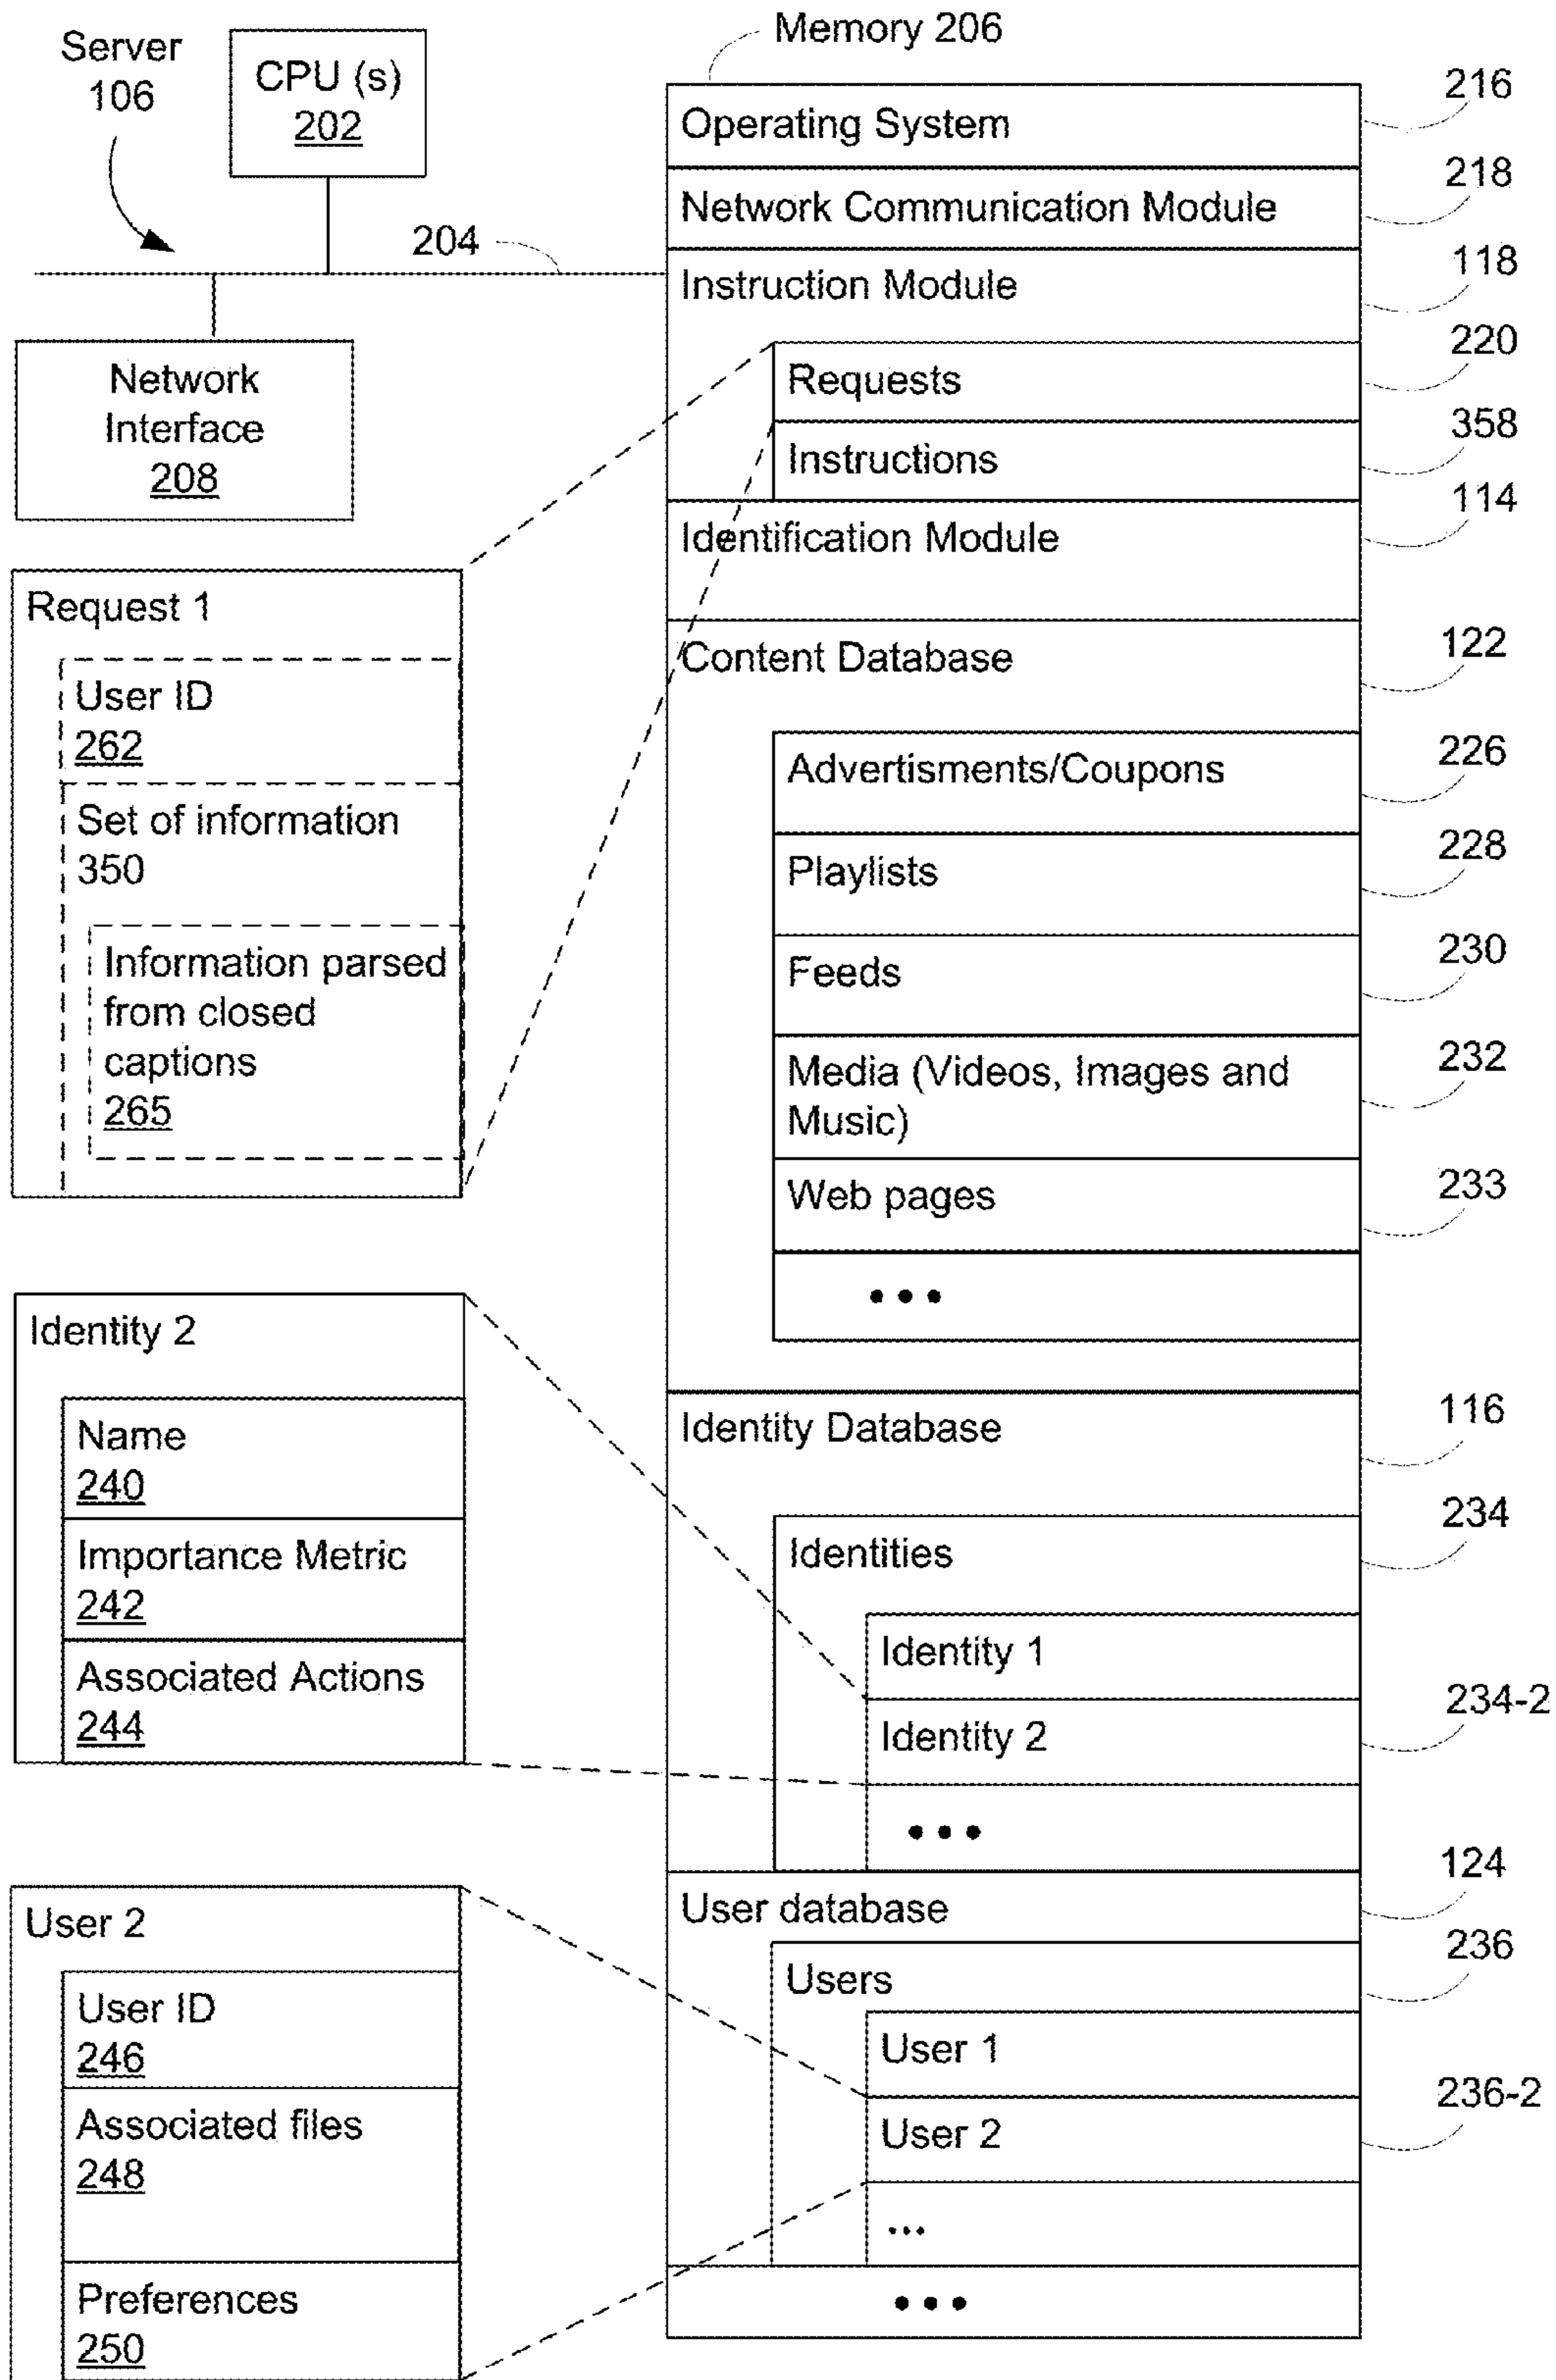 Server
106
CPU (s)
202
204
Network
Interface
208
Memory 206
Operating System
216
Network Communication Module
218
Instruction Module
118
Requests
220
Instructions
358
Identification Module
114
Content Database
122
Advertisments/Coupons
226
Playlists
228
Feeds
230
Media (Videos, Images and
Music)
232
Web pages
233
•••
Identity Database
116
Identities
234
Identity 1
Identity 2
234-2
•••
User database
124
Users
236
User 1
User 2
236-2
...
•••
Request 1
User ID
262
Set of information
350
Information parsed
from closed
captions
265
Identity 2
Name
240
Importance Metric
242
Associated Actions
244
User 2
User ID
246
Associated files
248
Preferences
250